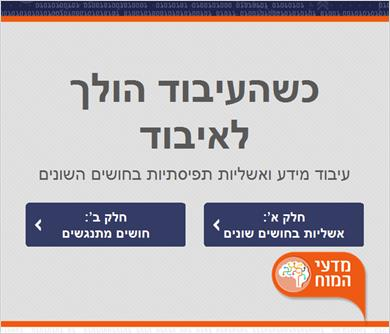 כשהעיבוד הולך
לאיבוד
עיבוד מידע ואשליות תפיסתיות בחושים השונים
חלק א':
אשליות בחושים שונים
חלק ב':
חושים מתנגשים
מדעי
המוח